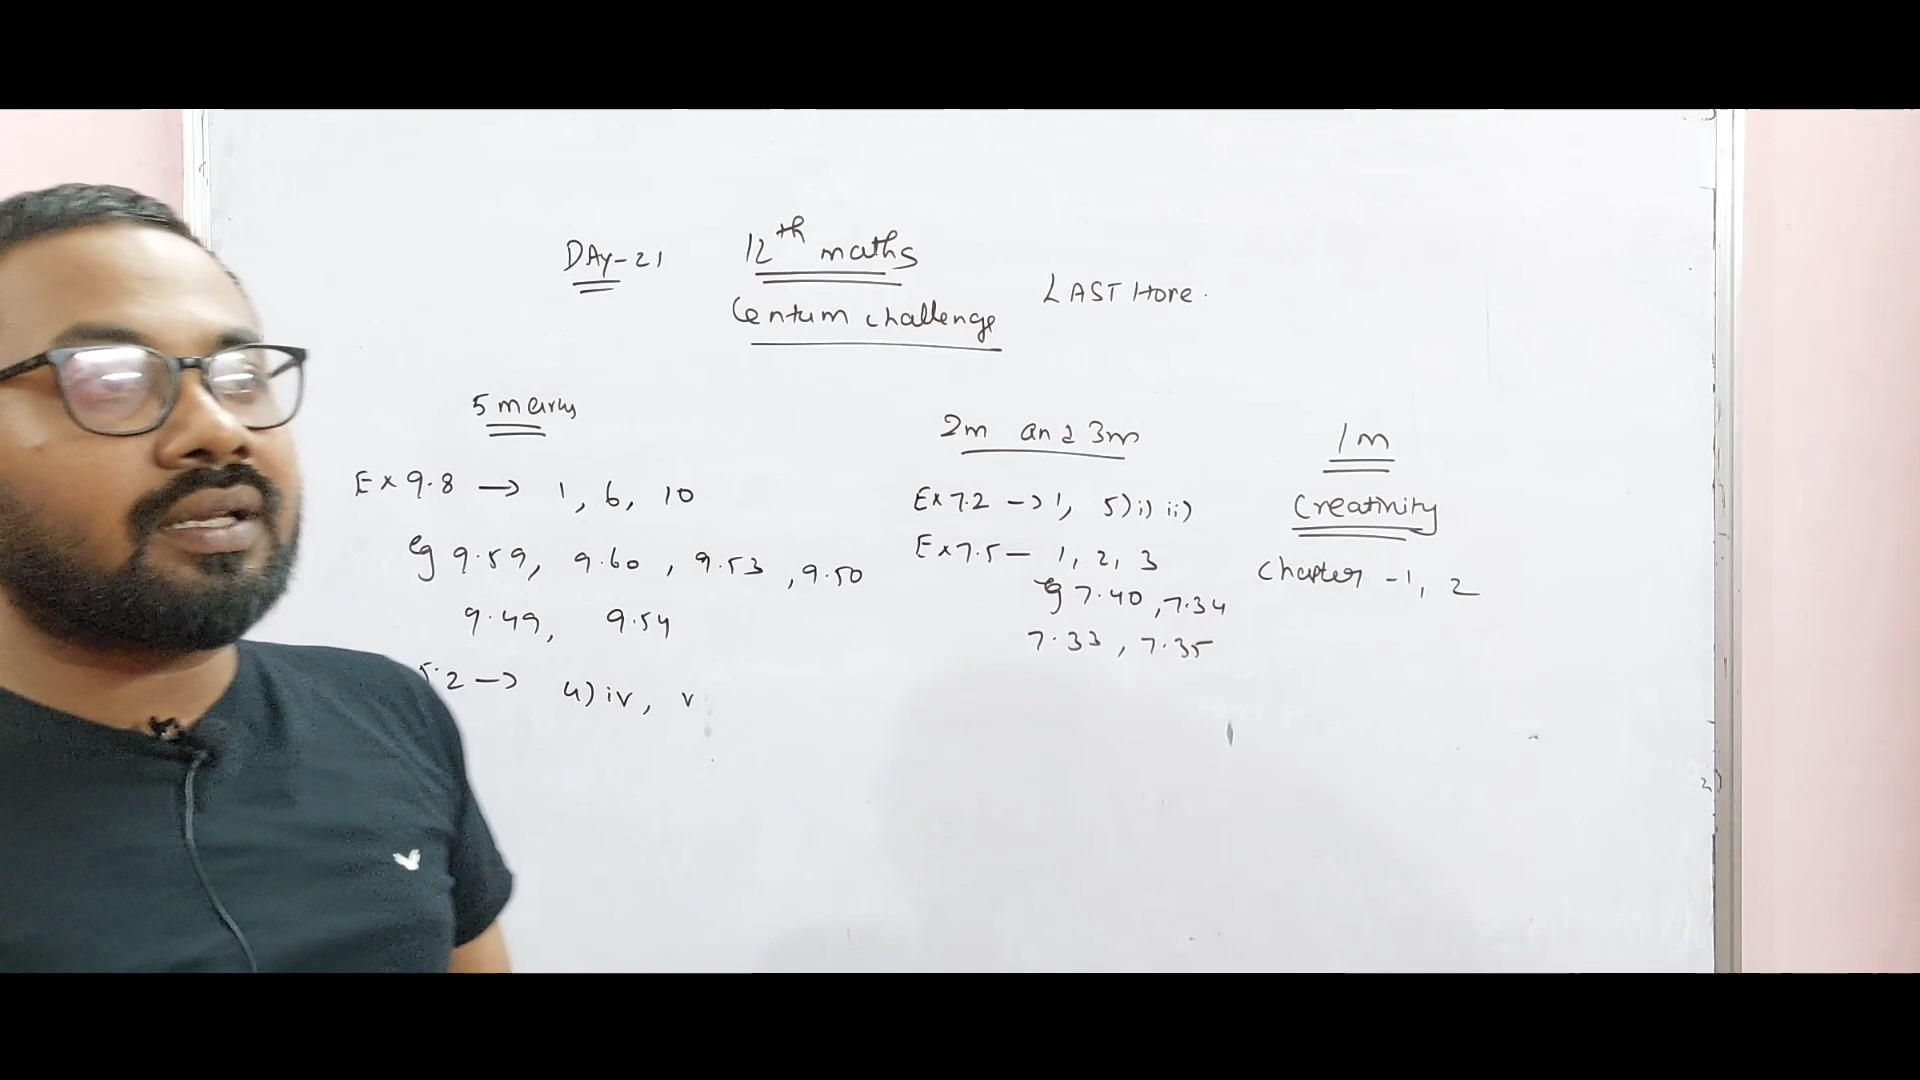 DAY-21
12th maths
Centum challenge
LAST Hore.
5 marks
Ex 9.8 → 1, 6, 10
eg 9.59, 9.60, 9.53, 9.50
9.49, 9.54
5.2 → 4) iv, v
2m and 3m
Ex 7.2 → 1, 5) i) ii)
Ex 7.5 – 1, 2, 3
eg 7.40, 7.34
7.33, 7.35
1m
Creativity
Chapter - 1, 2